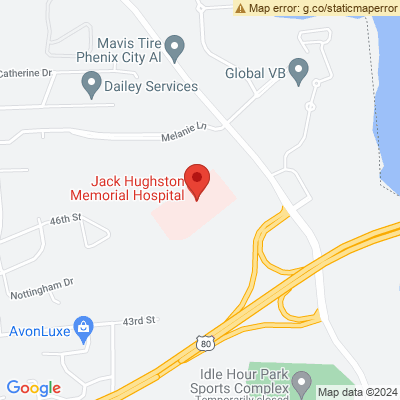 Map error: g.co/staticmaperror
Mavis Tire
Phenix City Al
Catherine Dr
Global VB
Dailey Services
Melanie Ln
Jack Hughston
Memorial Hospital
46th St
Nottingham Dr
43rd St
AvonLuxe
80
Idle Hour Park
Sports Complex
Temporarily closed
Google
Map data ©2024